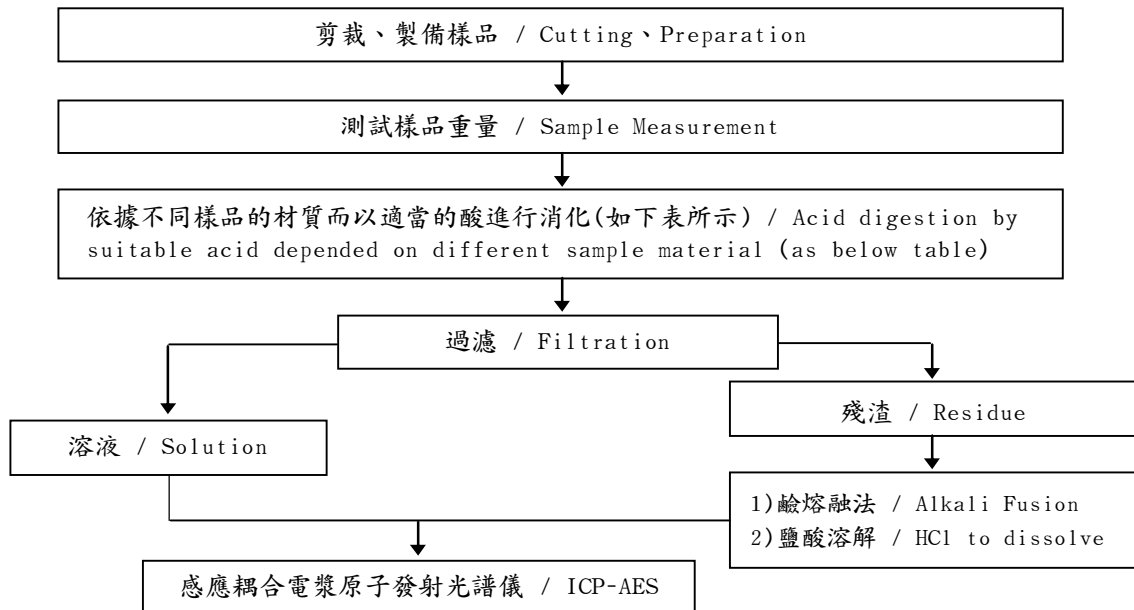 剪裁、製備樣品 / Cutting、Preparation
測試樣品重量 / Sample Measurement
依據不同樣品的材質而以適當的酸進行消化(如下表所示) / Acid digestion by
suitable acid depended on different sample material (as below table)
過濾 / Filtration
溶液 / Solution
殘渣 / Residue
1)鹼熔融法 / Alkali Fusion
2)鹽酸溶解 / HCl to dissolve
感應耦合電漿原子發射光譜儀 / ICP-AES